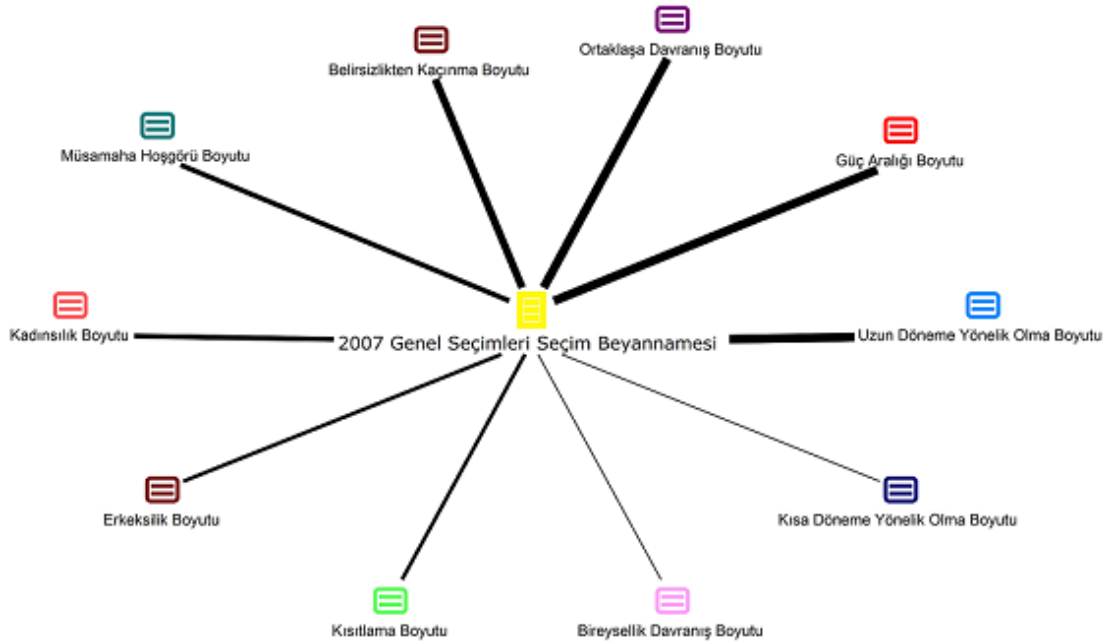 Ortaklaşa Davranış Boyutu
Belirsizlikten Kaçınma Boyutu
Müsamaha Hoşgörü Boyutu
Güç Aralığı Boyutu
Kadınsılık Boyutu
2007 Genel Seçimleri Seçim Beyannamesi
Uzun Döneme Yönelik Olma Boyutu
Erkeksilik Boyutu
Kısa Döneme Yönelik Olma Boyutu
Kısıtlama Boyutu
Bireysellik Davranış Boyutu